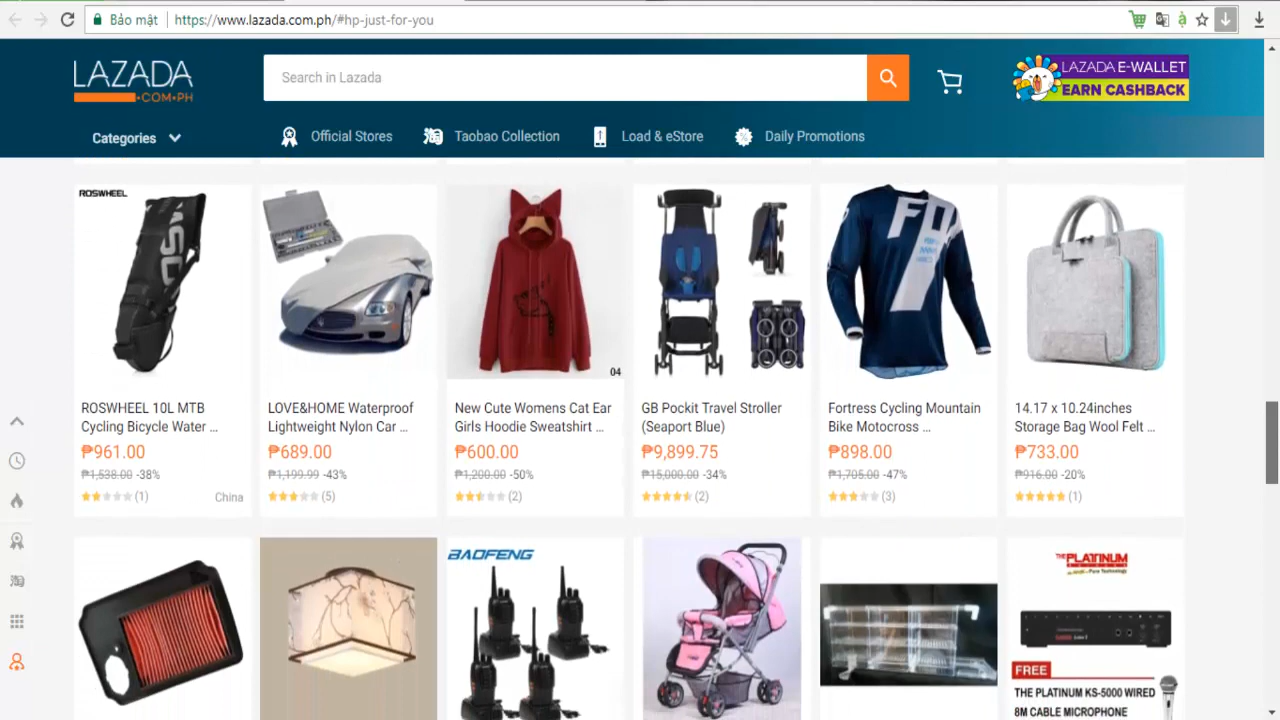 Bảo mật
https://www.lazada.com.ph/#hp-just-for-you
LAZADA
.COM.PH
Search in Lazada
LAZADA E-WALLET
EARN CASHBACK
Categories
Official Stores
Taobao Collection
Load & eStore
Daily Promotions
ROSWHEEL
MSD
FOX
04
ROSWHEEL 10L MTB
Cycling Bicycle Water ...
₱961.00
₱1,538.00 -38%
(1)
China
LOVE&HOME Waterproof
Lightweight Nylon Car ...
₱689.00
₱1,199.99 -43%
(5)
New Cute Womens Cat Ear
Girls Hoodie Sweatshirt ...
₱600.00
₱1,200.00 -50%
(2)
GB Pockit Travel Stroller
(Seaport Blue)
₱9,899.75
₱15,000.00 -34%
(2)
Fortress Cycling Mountain
Bike Motocross ...
₱898.00
₱1,705.00 -47%
(3)
14.17 x 10.24inches
Storage Bag Wool Felt ...
₱733.00
₱916.00 -20%
(1)
BAOFENG
THE PLATINUM
FREE
THE PLATINUM KS-5000 WIRED
8M CABLE MICROPHONE